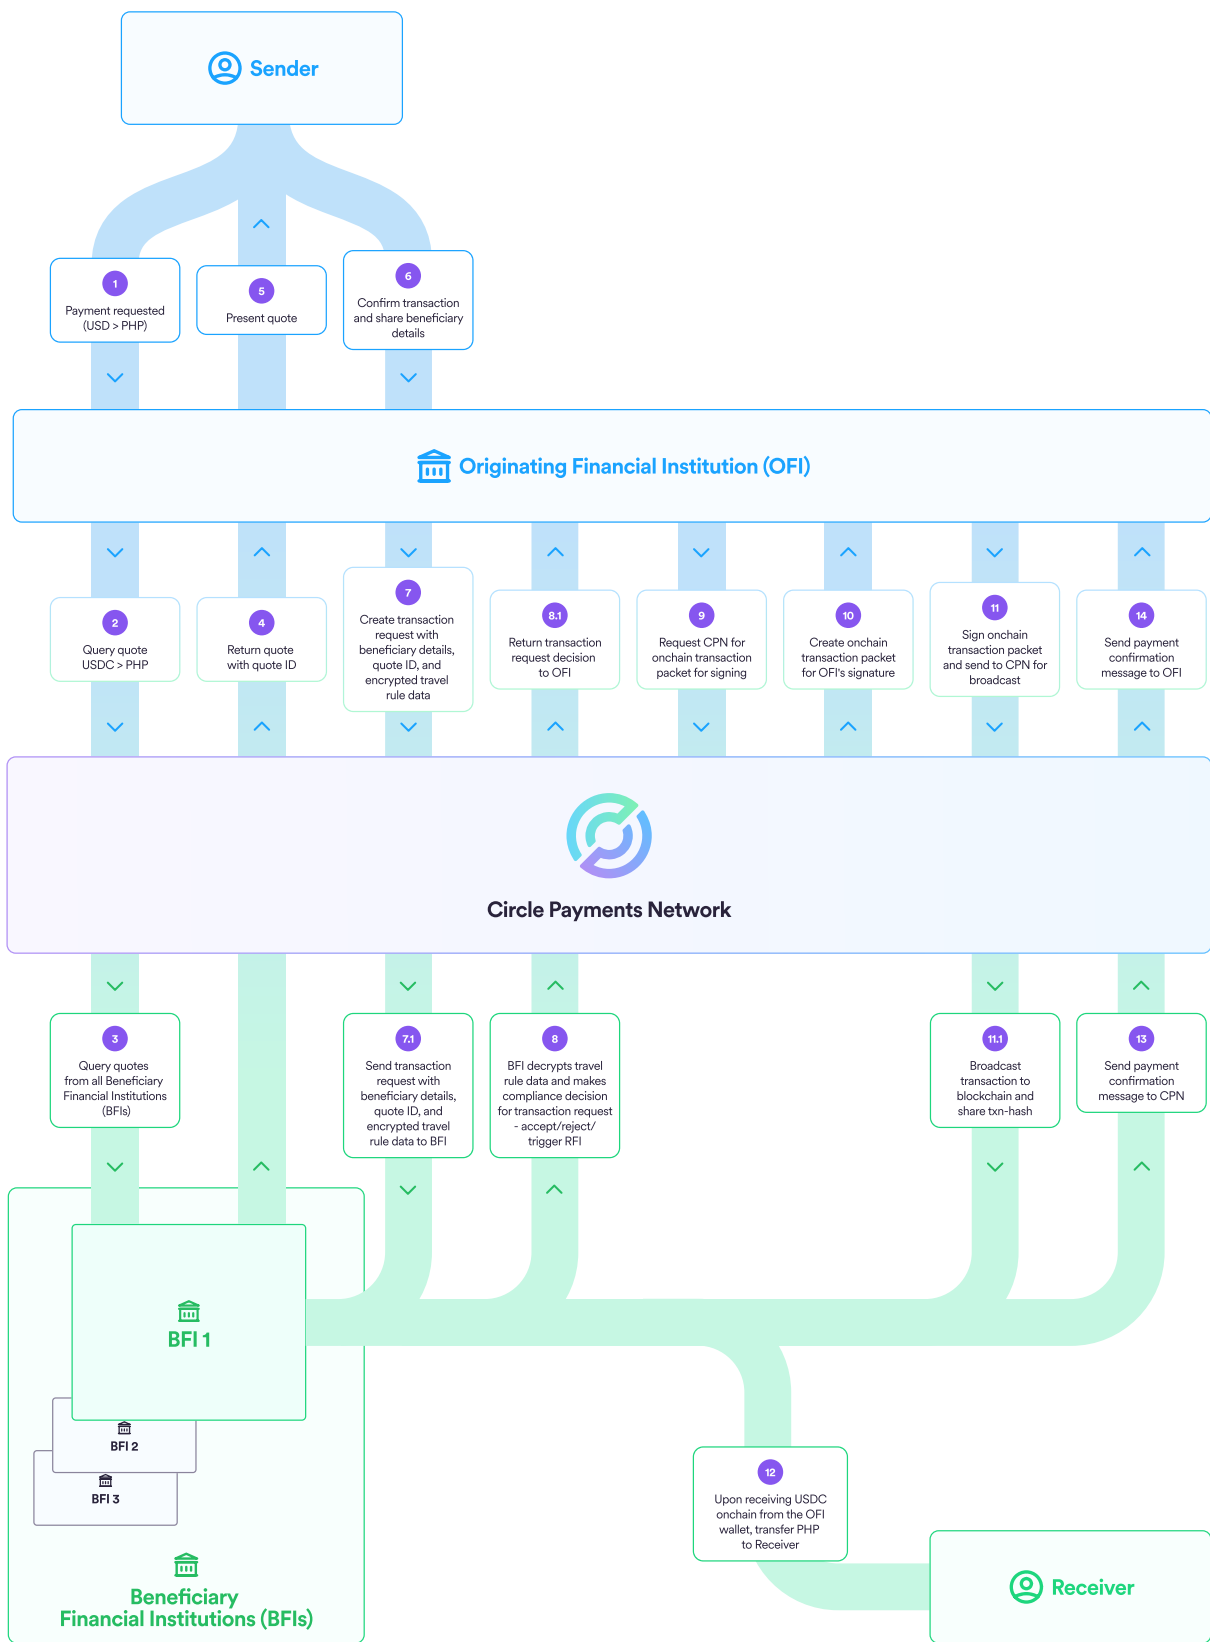 Sender
1
Payment requested
(USD > PHP)
5
Present quote
6
Confirm transaction
and share beneficiary
details
Originating Financial Institution (OFI)
2
Query quote
USDC > PHP
4
Return quote
with quote ID
7
Create transaction
request with
beneficiary details,
quote ID, and
encrypted travel
rule data
8.1
Return transaction
request decision
to OFI
9
Request CPN for
onchain transaction
packet for signing
10
Create onchain
transaction packet
for OFI's signature
11
Sign onchain
transaction packet
and send to CPN for
broadcast
14
Send payment
confirmation
message to OFI
Circle Payments Network
3
Query quotes
from all Beneficiary
Financial Institutions
(BFIs)
7.1
Send transaction
request with
beneficiary details,
quote ID, and
encrypted travel
rule data to BFI
8
BFI decrypts travel
rule data and makes
compliance decision
for transaction request
- accept/reject/
trigger RFI
11.1
Broadcast
transaction to
blockchain and
share txn-hash
13
Send payment
confirmation
message to CPN
BFI 1
BFI 2
BFI 3
Beneficiary
Financial Institutions (BFIs)
12
Upon receiving USDC
onchain from the OFI
wallet, transfer PHP
to Receiver
Receiver